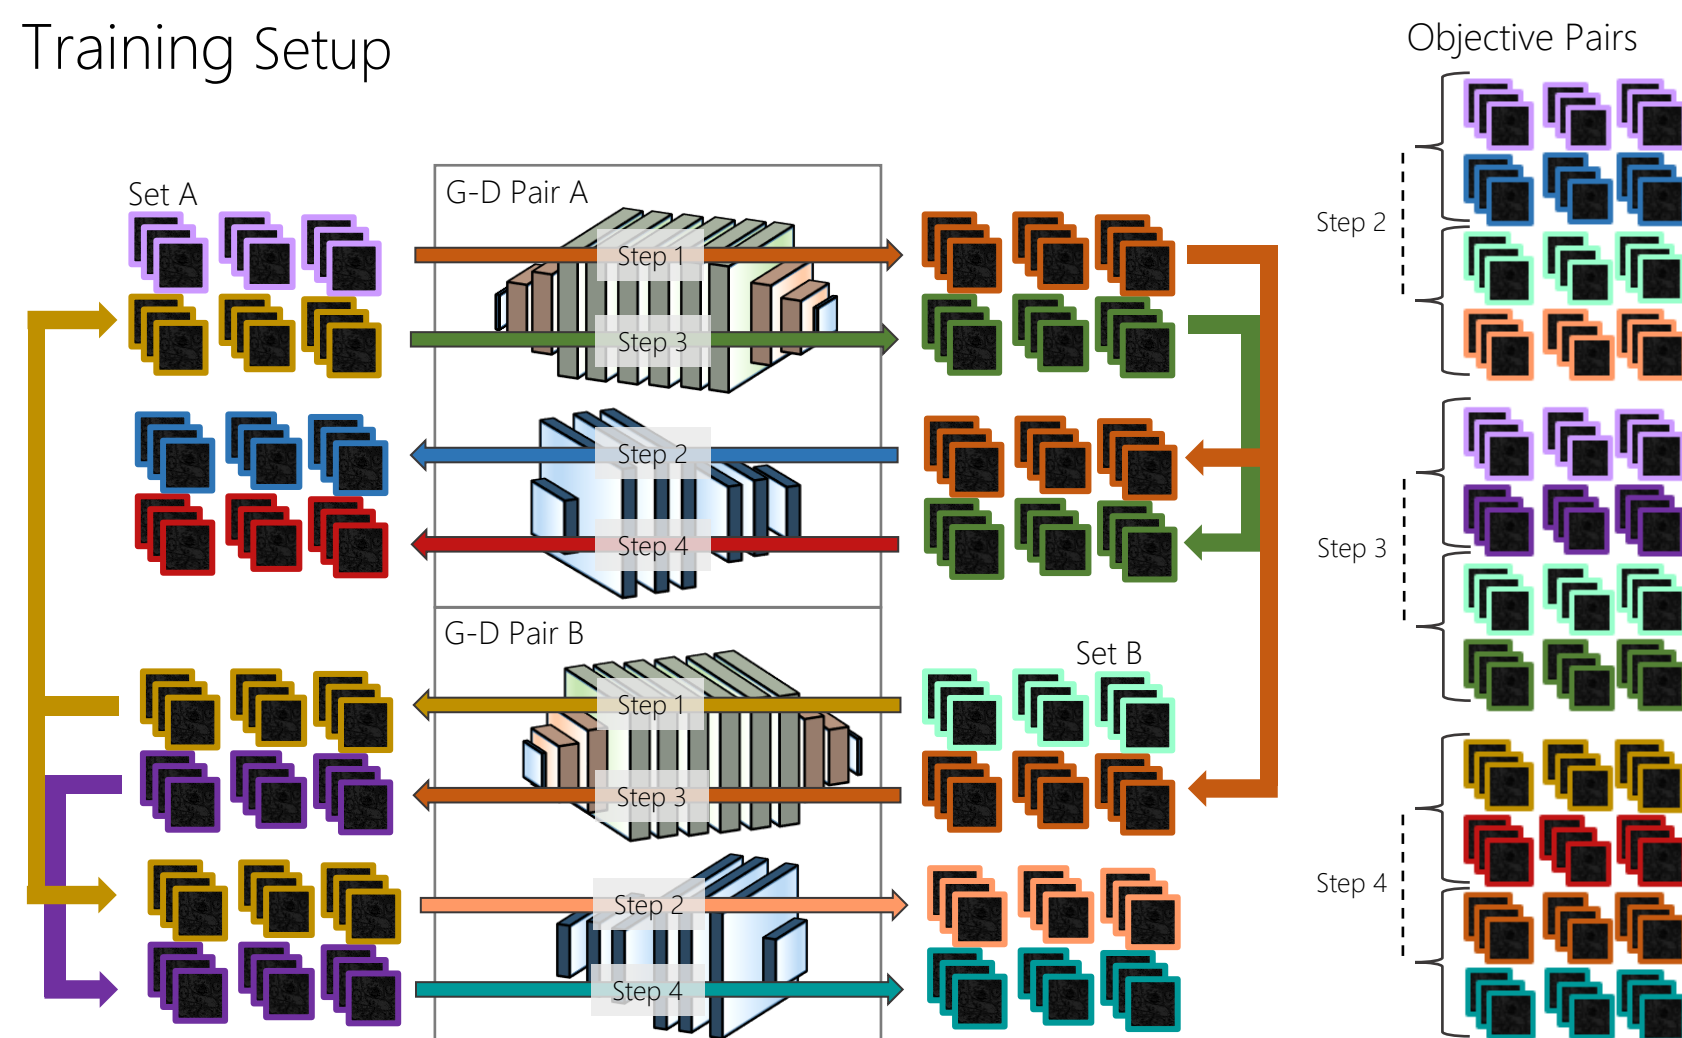 Training Setup
Objective Pairs
Set A
G-D Pair A
Step 1
Step 3
Step 2
Step 4
G-D Pair B
Set B
Step 1
Step 3
Step 2
Step 4
Step 2
Step 3
Step 4